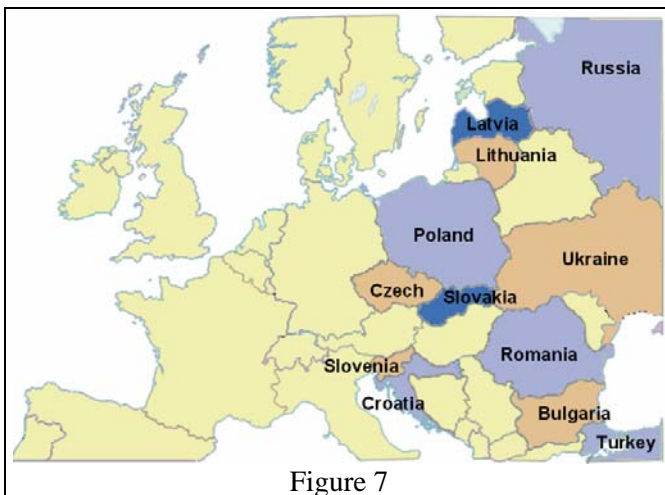 Russia
Latvia
Lithuania
Poland
Ukraine
Czech
Slovakia
Romania
Slovenia
Croatia
Bulgaria
Turkey
Figure 7